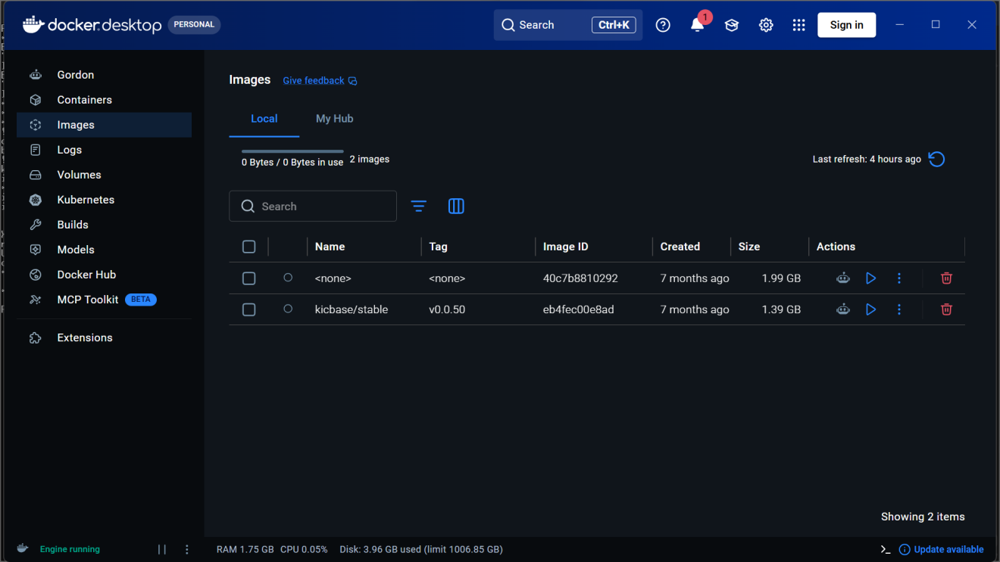 docker.desktop PERSONAL Search Ctrl+K 1 Sign in
Gordon
Containers
Images
Logs
Volumes
Kubernetes
Builds
Models
Docker Hub
MCP Toolkit BETA
Extensions
Images Give feedback
Local My Hub
0 Bytes / 0 Bytes in use 2 images Last refresh: 4 hours ago
Search
Name Tag Image ID Created Size Actions
<none> <none> 40c7b8810292 7 months ago 1.99 GB
kicbase/stable v0.0.50 eb4fec00e8ad 7 months ago 1.39 GB
Showing 2 items
Engine running RAM 1.75 GB CPU 0.05% Disk: 3.96 GB used (limit 1006.85 GB) >_ Update available